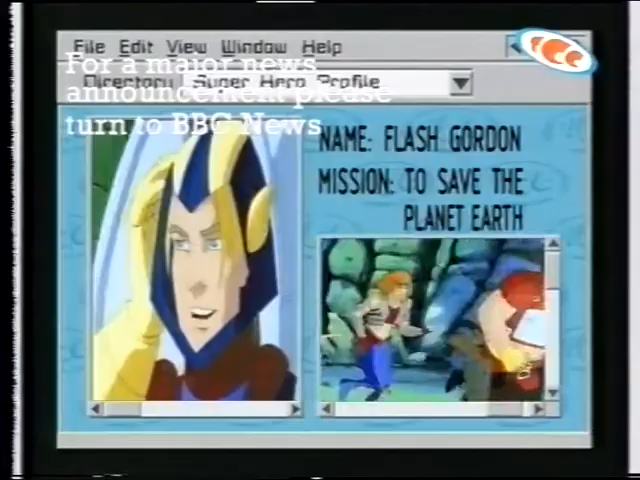 File Edit View Window Help
For a major news
Directory Super Hero Profile
announcement please
turn to BBC News
NAME: FLASH GORDON
MISSION: TO SAVE THE
PLANET EARTH